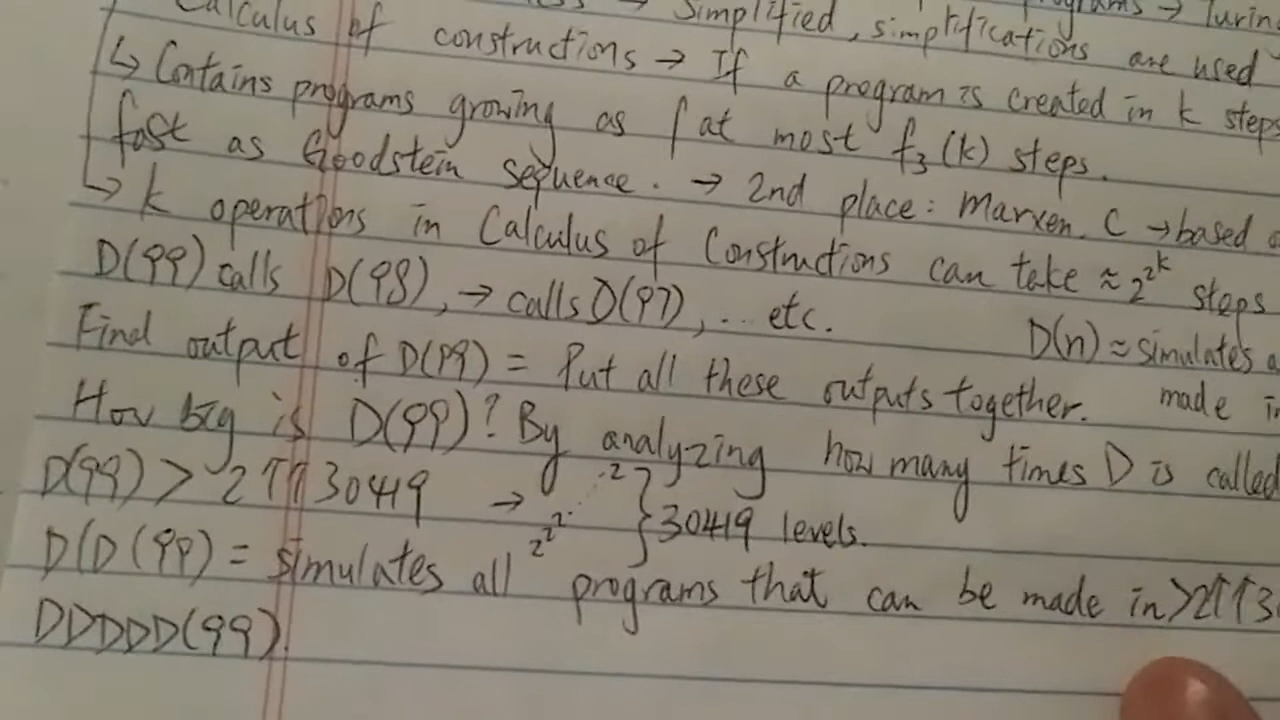 Calculus of constructions → If a program is created in k steps
Simplified, simplifications are used
↳ Contains programs growing as at most f₃(k) steps.
fast as Goodstein sequence. → 2nd place: Marxen. C → based
↳ k operations in Calculus of Constructions can take ≈ 2^2^k steps
D(99) calls D(98), → calls D(97), ... etc.
D(n) ≈ simulates
Find output of D(99) = Put all these outputs together. made in
How big is D(99)? By analyzing how many times D is called
D(99) > 2↑↑30419 → 2^2^2^...^2 } 30419 levels.
D(D(99) = simulates all programs that can be made in >2↑↑3
DDDDD(99)